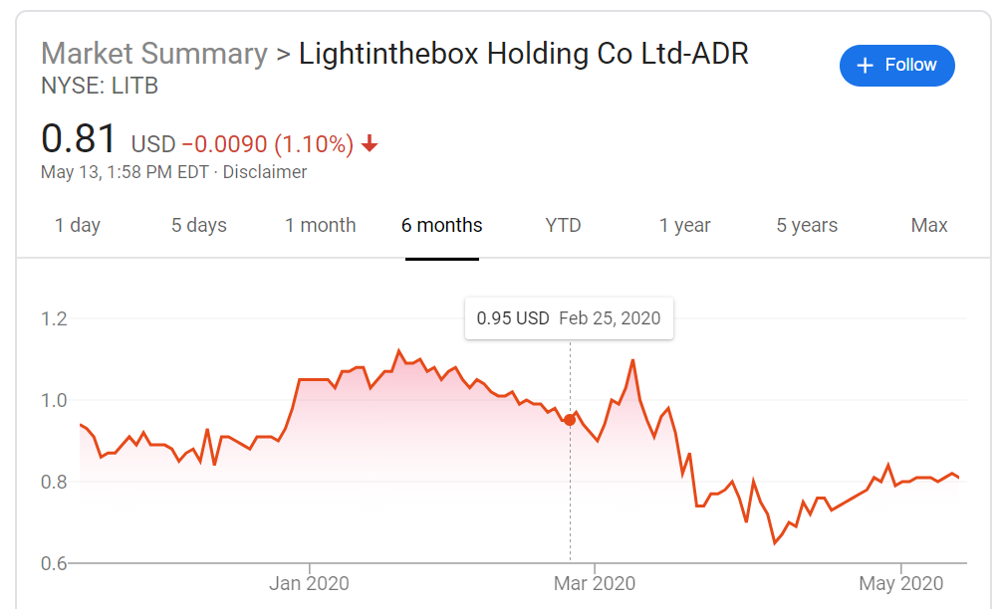 Market Summary > Lightinthebox Holding Co Ltd-ADR
NYSE: LITB
+ Follow
0.81 USD −0.0090 (1.10%)
May 13, 1:58 PM EDT · Disclaimer
1 day 5 days 1 month 6 months YTD 1 year 5 years Max
0.95 USD Feb 25, 2020
1.2
1.0
0.8
0.6
Jan 2020 Mar 2020 May 2020